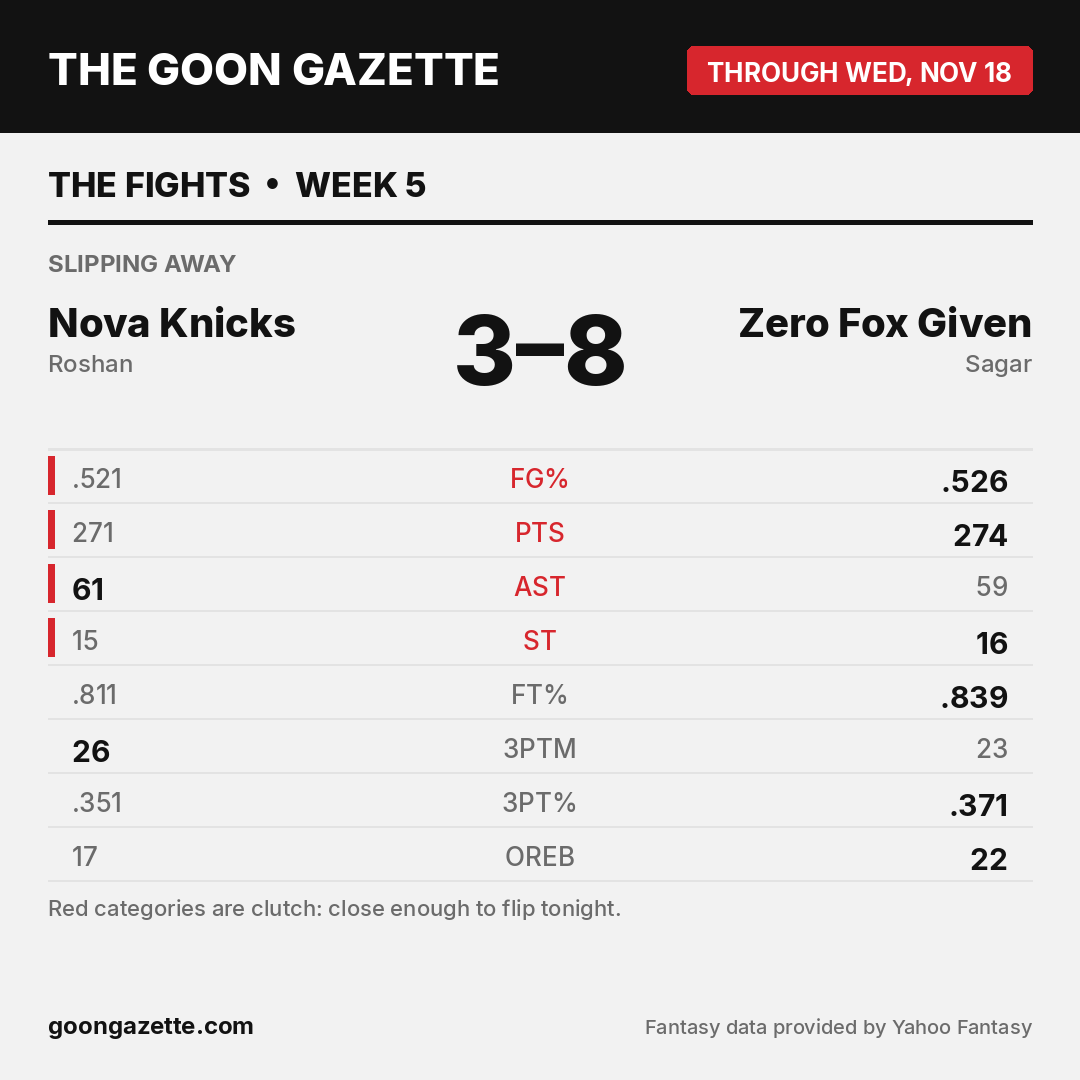 THE GOON GAZETTE
THROUGH WED, NOV 18
THE FIGHTS • WEEK 5
SLIPPING AWAY
Nova Knicks 3–8 Zero Fox Given
Roshan Sagar
.521 FG% .526
271 PTS 274
61 AST 59
15 ST 16
.811 FT% .839
26 3PTM 23
.351 3PT% .371
17 OREB 22
Red categories are clutch: close enough to flip tonight.
goongazette.com Fantasy data provided by Yahoo Fantasy